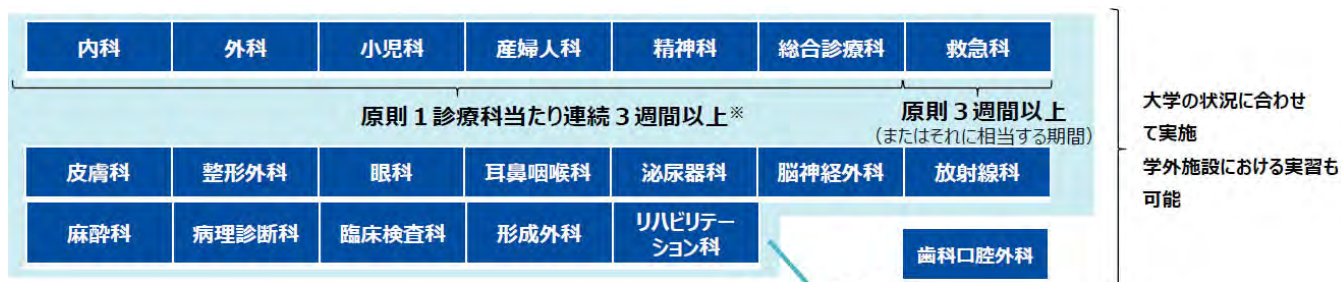 内科 外科 小児科 産婦人科 精神科 総合診療科 救急科
原則1診療科当たり連続3週間以上※
原則3週間以上
（またはそれに相当する期間）
皮膚科 整形外科 眼科 耳鼻咽喉科 泌尿器科 脳神経外科 放射線科
麻酔科 病理診断科 臨床検査科 形成外科 リハビリテー
ション科
歯科口腔外科
大学の状況に合わせ
て実施
学外施設における実習も
可能